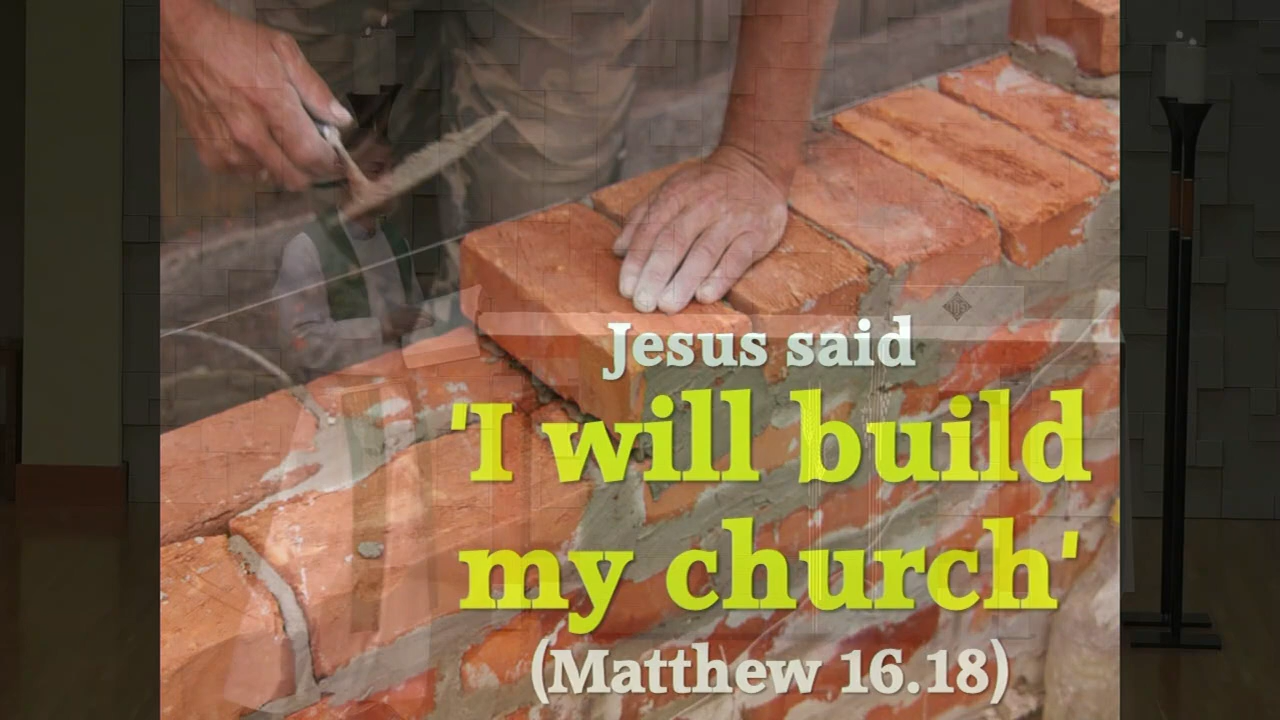 Jesus said
'I will build
my church'
(Matthew 16.18)